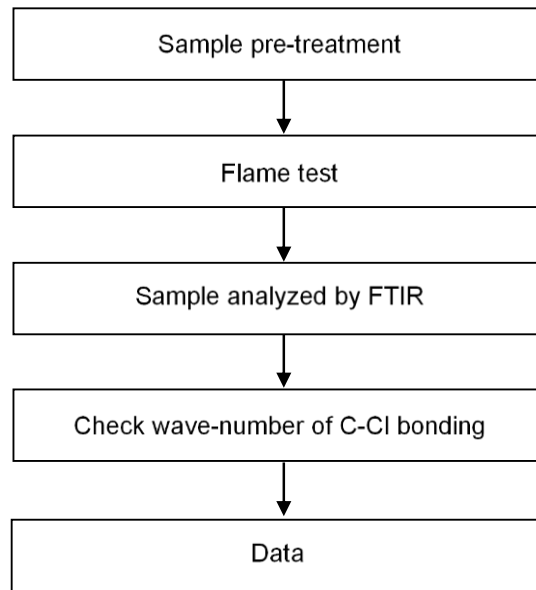 Sample pre-treatment
Flame test
Sample analyzed by FTIR
Check wave-number of C-Cl bonding
Data